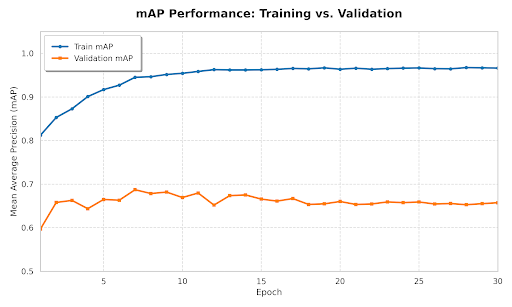 mAP Performance: Training vs. Validation
Train mAP
Validation mAP
Mean Average Precision (mAP)
1.0
0.9
0.8
0.7
0.6
0.5
5 10 15 20 25 30
Epoch